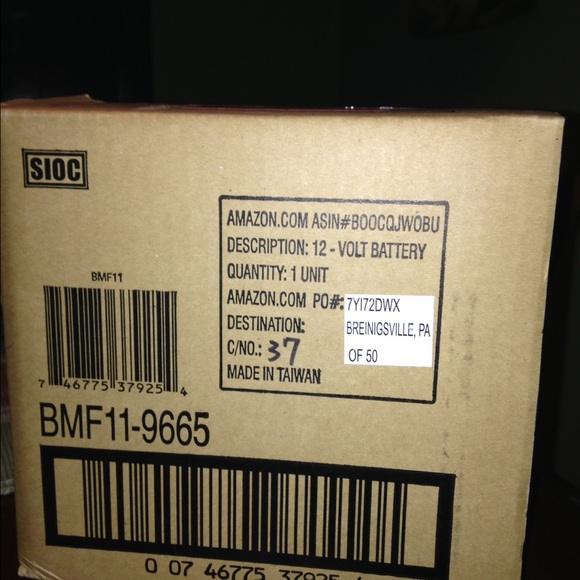 SIOC
AMAZON.COM ASIN#B00CQJWOBU
DESCRIPTION: 12 - VOLT BATTERY
QUANTITY: 1 UNIT
AMAZON.COM PO#: 7YI72DWX
DESTINATION: BREINIGSVILLE, PA
C/NO.: 37 OF 50
MADE IN TAIWAN
BMF11
7 46775 37925 4
BMF11-9665
0 07 46775 37925